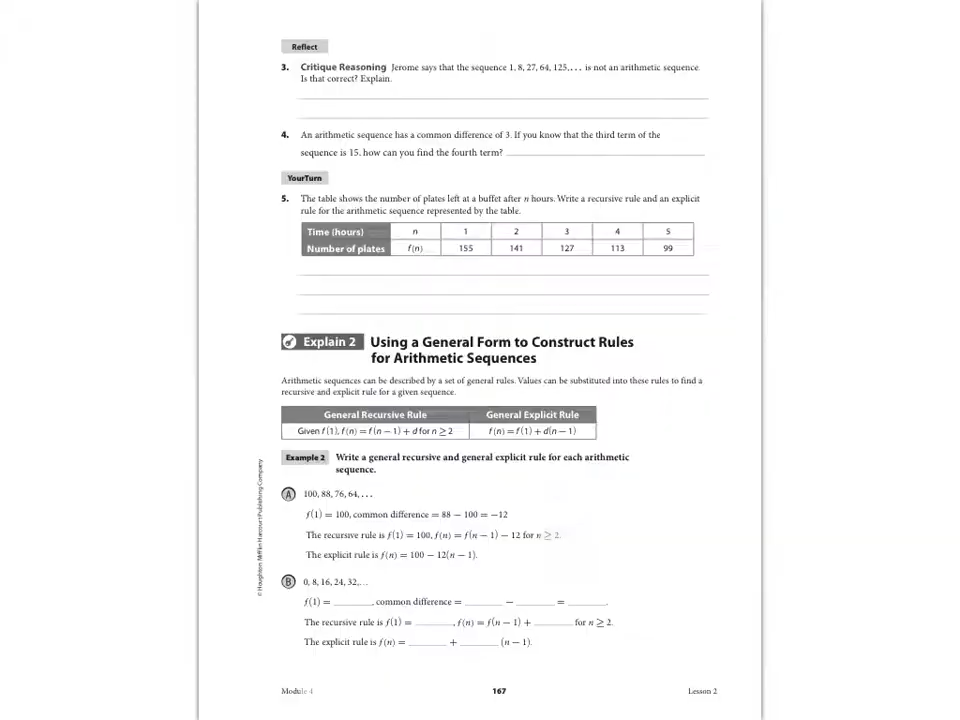 Reflect
3. Critique Reasoning Jerome says that the sequence 1, 8, 27, 64, 125, . . . is not an arithmetic sequence.
Is that correct? Explain.
4. An arithmetic sequence has a common difference of 3. If you know that the third term of the
sequence is 15, how can you find the fourth term?
YourTurn
5. The table shows the number of plates left at a buffet after n hours. Write a recursive rule and an explicit
rule for the arithmetic sequence represented by the table.
Time (hours) n 1 2 3 4 5
Number of plates f(n) 155 141 127 113 99
Explain 2 Using a General Form to Construct Rules
for Arithmetic Sequences
Arithmetic sequences can be described by a set of general rules. Values can be substituted into these rules to find a
recursive and explicit rule for a given sequence.
General Recursive Rule General Explicit Rule
Given f(1), f(n) = f(n − 1) + d for n ≥ 2 f(n) = f(1) + d(n − 1)
Example 2 Write a general recursive and general explicit rule for each arithmetic
sequence.
A 100, 88, 76, 64, . . .
f(1) = 100, common difference = 88 − 100 = −12
The recursive rule is f(1) = 100, f(n) = f(n − 1) − 12 for n ≥ 2.
The explicit rule is f(n) = 100 − 12(n − 1).
B 0, 8, 16, 24, 32, . . .
f(1) = ______, common difference = ______ − ______ = ______.
The recursive rule is f(1) = ______, f(n) = f(n − 1) + ______ for n ≥ 2.
The explicit rule is f(n) = ______ + ______ (n − 1).
© Houghton Mifflin Harcourt Publishing Company
Module 4 167 Lesson 2